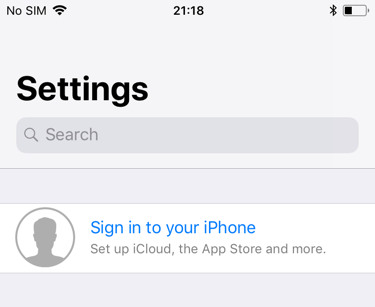 No SIM 21:18
Settings
Search
Sign in to your iPhone
Set up iCloud, the App Store and more.